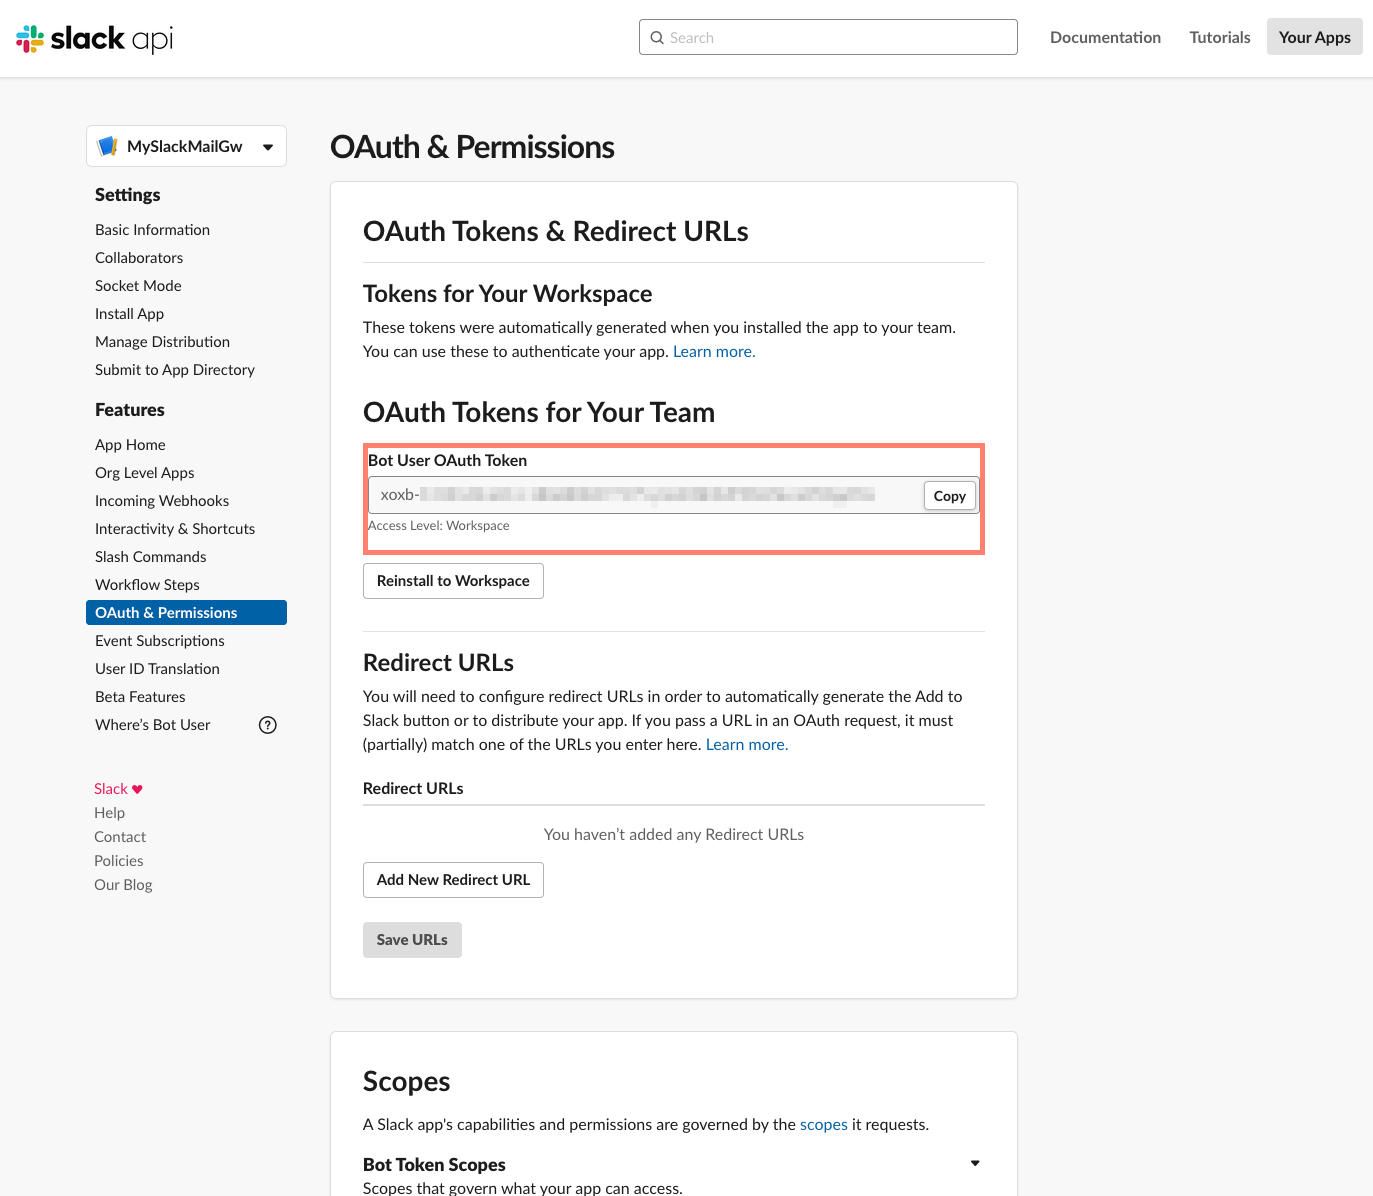 slack api
Search
Documentation
Tutorials
Your Apps
MySlackMailGw
Settings
Basic Information
Collaborators
Socket Mode
Install App
Manage Distribution
Submit to App Directory
Features
App Home
Org Level Apps
Incoming Webhooks
Interactivity & Shortcuts
Slash Commands
Workflow Steps
OAuth & Permissions
Event Subscriptions
User ID Translation
Beta Features
Where’s Bot User
Slack ♥
Help
Contact
Policies
Our Blog
OAuth & Permissions
OAuth Tokens & Redirect URLs
Tokens for Your Workspace
These tokens were automatically generated when you installed the app to your team.
You can use these to authenticate your app. Learn more.
OAuth Tokens for Your Team
Bot User OAuth Token
xoxb-
Copy
Access Level: Workspace
Reinstall to Workspace
Redirect URLs
You will need to configure redirect URLs in order to automatically generate the Add to
Slack button or to distribute your app. If you pass a URL in an OAuth request, it must
(partially) match one of the URLs you enter here. Learn more.
Redirect URLs
You haven’t added any Redirect URLs
Add New Redirect URL
Save URLs
Scopes
A Slack app's capabilities and permissions are governed by the scopes it requests.
Bot Token Scopes
Scopes that govern what your app can access.